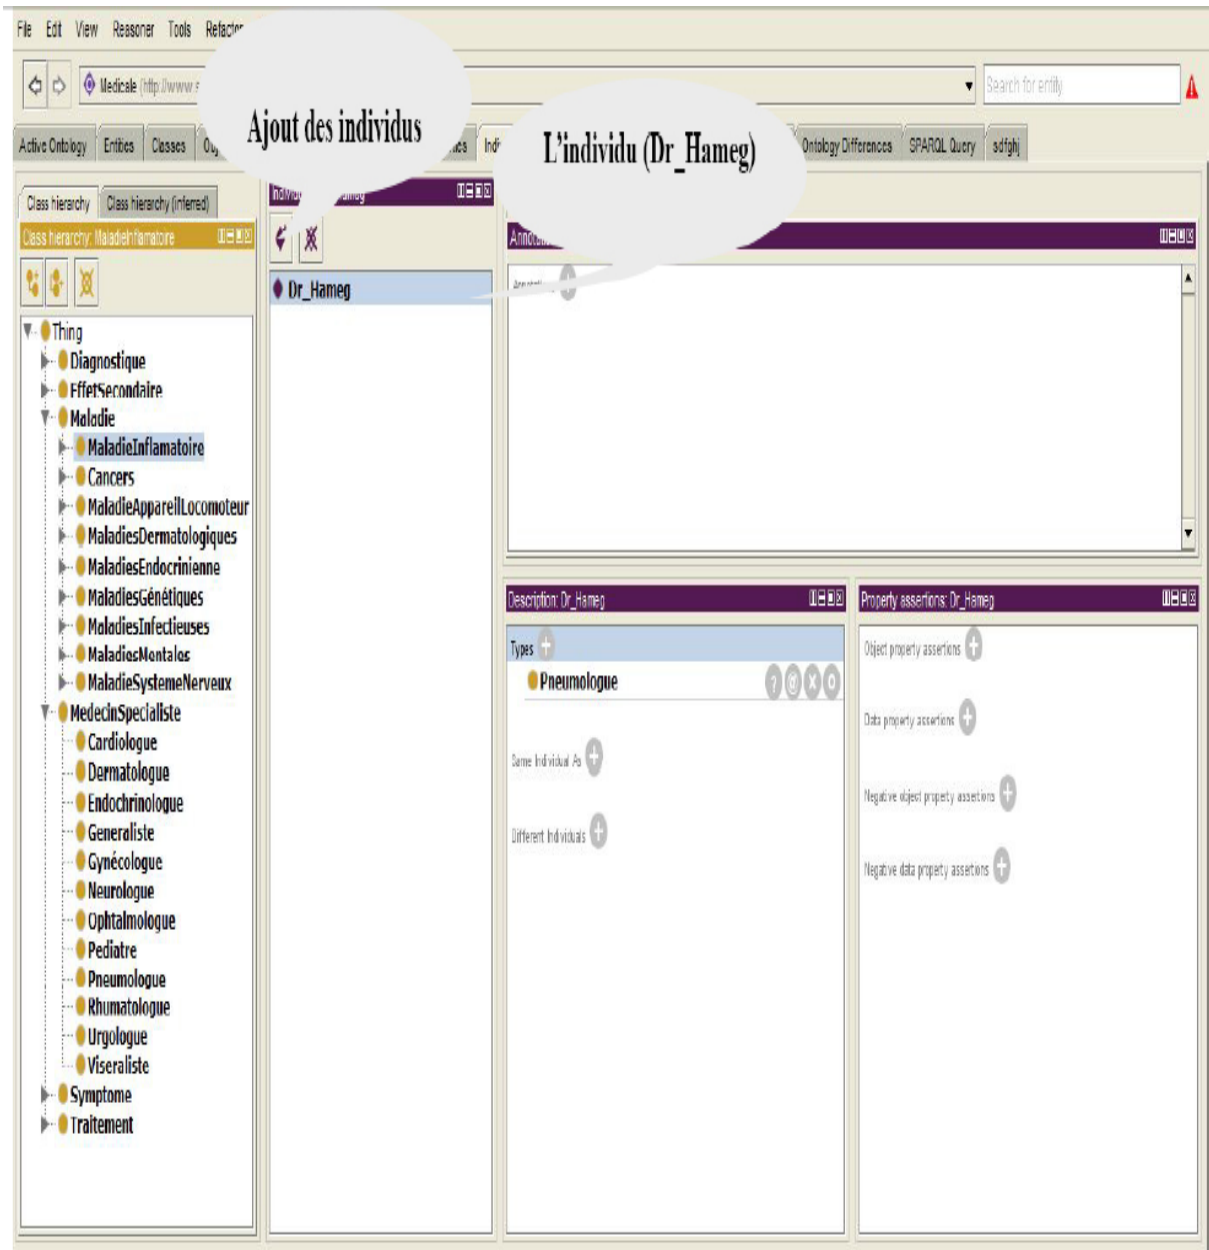 File Edit View Reasoner Tools Refactor
Medicale (http://www.s
Search for entity
Ajout des individus
L'individu (Dr_Hameg)
Active Ontology Entities Classes Ontology Differences SPARQL Query sdfghj
Class hierarchy Class hierarchy (inferred)
Class hierarchy: MaladieInflamatoire
Thing
Diagnostique
EffetSecondaire
Maladie
MaladieInflamatoire
Cancers
MaladieAppareilLocomoteur
MaladiesDermatologiques
MaladiesEndocrinienne
MaladiesGénétiques
MaladiesInfectieuses
MaladiesMentales
MaladieSystemeNerveux
MedecinSpecialiste
Cardiologue
Dermatologue
Endochrinologue
Generaliste
Gynécologue
Neurologue
Ophtalmologue
Pediatre
Pneumologue
Rhumatologue
Urgologue
Viseraliste
Symptome
Traitement
Dr_Hameg
Description: Dr_Hameg
Types
Pneumologue
Same Individual As
Different Individuals
Property assertions: Dr_Hameg
Object property assertions
Data property assertions
Negative object property assertions
Negative data property assertions